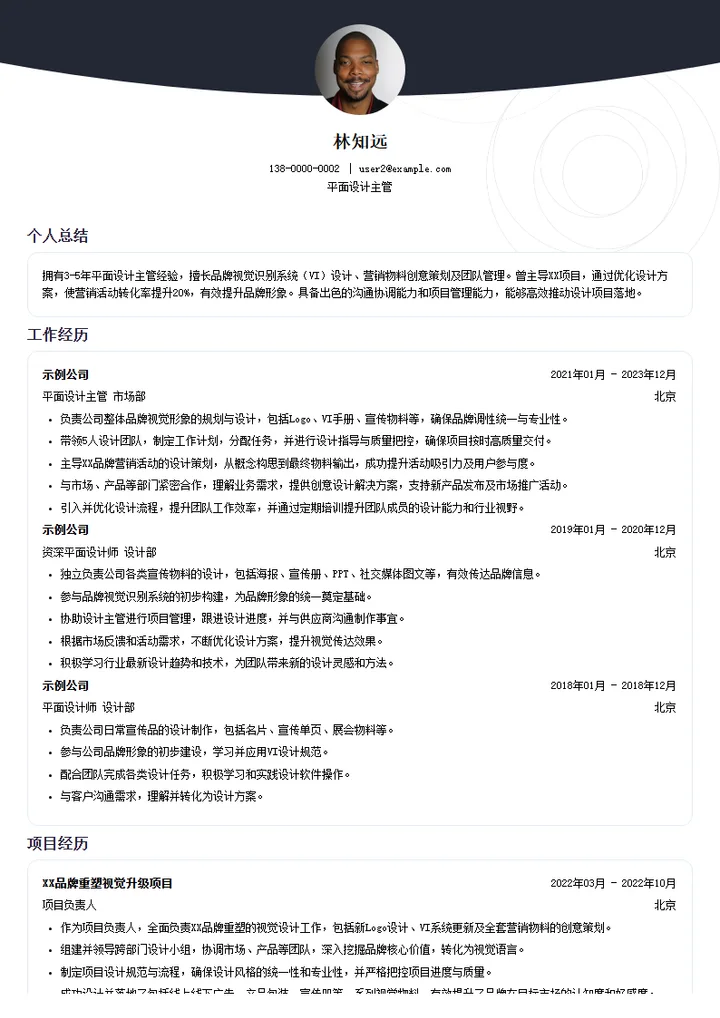 林知远
138-0000-0002 | user2@example.com
平面设计主管
个人总结
拥有3-5年平面设计主管经验，擅长品牌视觉识别系统（VI）设计、营销物料创意策划及团队管理。曾主导XX项目，通过优化设计方
案，使营销活动转化率提升20%，有效提升品牌形象。具备出色的沟通协调能力和项目管理能力，能够高效推动设计项目落地。
工作经历
示例公司 2021年01月 - 2023年12月
平面设计主管 市场部 北京
• 负责公司整体品牌视觉形象的规划与设计，包括Logo、VI手册、宣传物料等，确保品牌调性统一与专业性。
• 带领5人设计团队，制定工作计划，分配任务，并进行设计指导与质量把控，确保项目按时高质量交付。
• 主导XX品牌营销活动的设计策划，从概念构思到最终物料输出，成功提升活动吸引力及用户参与度。
• 与市场、产品等部门紧密合作，理解业务需求，提供创意设计解决方案，支持新产品发布及市场推广活动。
• 引入并优化设计流程，提升团队工作效率，并通过定期培训提升团队成员的设计能力和行业视野。
示例公司 2019年01月 - 2020年12月
资深平面设计师 设计部 北京
• 独立负责公司各类宣传物料的设计，包括海报、宣传册、PPT、社交媒体图文等，有效传达品牌信息。
• 参与品牌视觉识别系统的初步构建，为品牌形象的统一奠定基础。
• 协助设计主管进行项目管理，跟进设计进度，并与供应商沟通制作事宜。
• 根据市场反馈和活动需求，不断优化设计方案，提升视觉传达效果。
• 积极学习行业最新设计趋势和技术，为团队带来新的设计灵感和方法。
示例公司 2018年01月 - 2018年12月
平面设计师 设计部 北京
• 负责公司日常宣传品的设计制作，包括名片、宣传单页、展会物料等。
• 参与公司品牌形象的初步建设，学习并应用VI设计规范。
• 配合团队完成各类设计任务，积极学习和实践设计软件操作。
• 与客户沟通需求，理解并转化为设计方案。
项目经历
XX品牌重塑视觉升级项目 2022年03月 - 2022年10月
项目负责人 北京
• 作为项目负责人，全面负责XX品牌重塑的视觉设计工作，包括新Logo设计、VI系统更新及全套营销物料的创意策划。
• 组建并领导跨部门设计小组，协调市场、产品等团队，深入挖掘品牌核心价值，转化为视觉语言。
• 制定项目设计规范与流程，确保设计风格的统一性和专业性，并严格把控项目进度与质量。